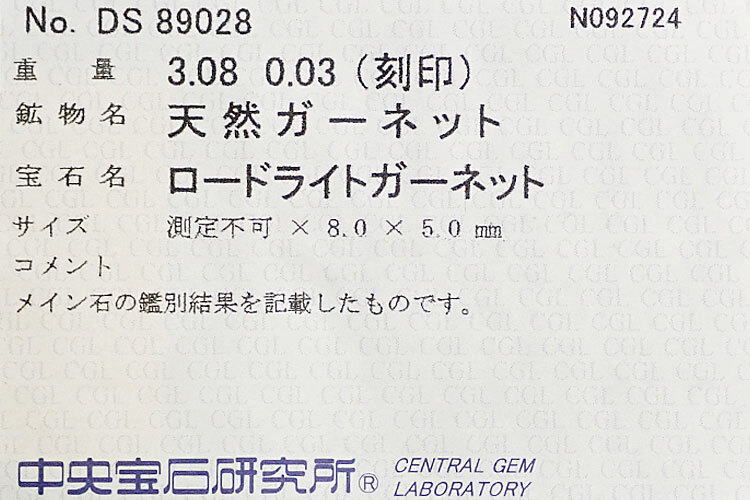 No. DS 89028 N092724
重量 3.08 0.03 (刻印)
鉱物名 天然ガーネット
宝石名 ロードライトガーネット
サイズ 測定不可 × 8.0 × 5.0 mm
コメント
メイン石の鑑別結果を記載したものです。
中央宝石研究所® CENTRAL GEM
LABORATORY